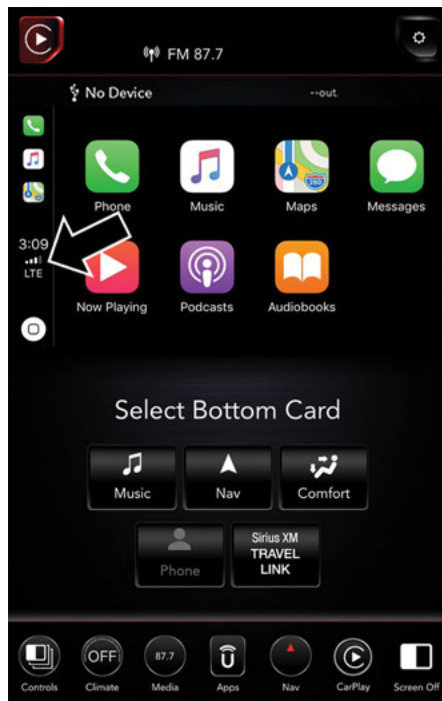 FM 87.7
No Device --out.
Phone Music Maps Messages
3:09
LTE
280
Now Playing Podcasts Audiobooks
Select Bottom Card
Music Nav Comfort
Phone
Sirius XM
TRAVEL
LINK
OFF 87.7
Controls Climate Media Apps Nav CarPlay Screen Off